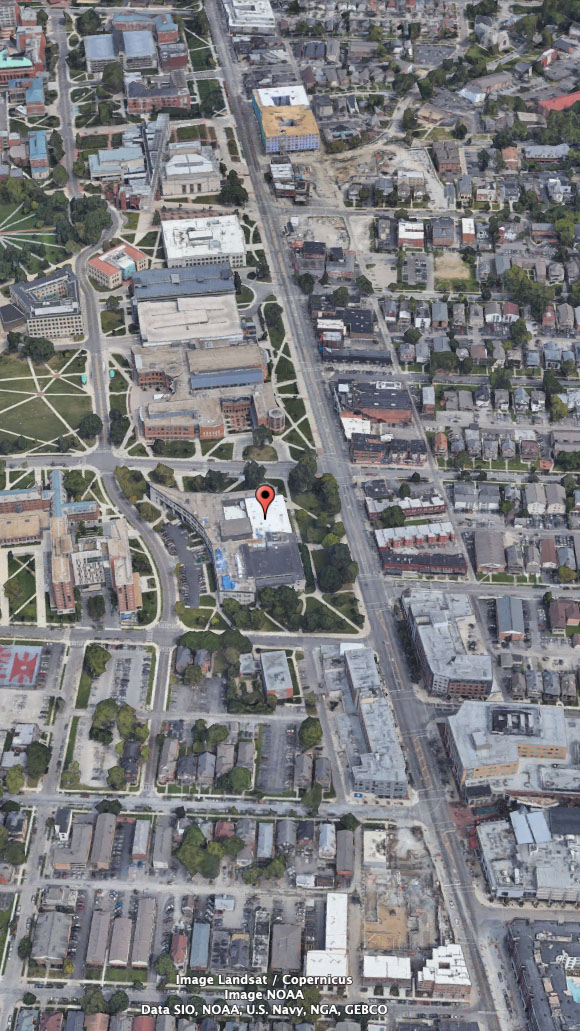 Image Landsat / Copernicus
Image NOAA
Data SIO, NOAA, U.S. Navy, NGA, GEBCO